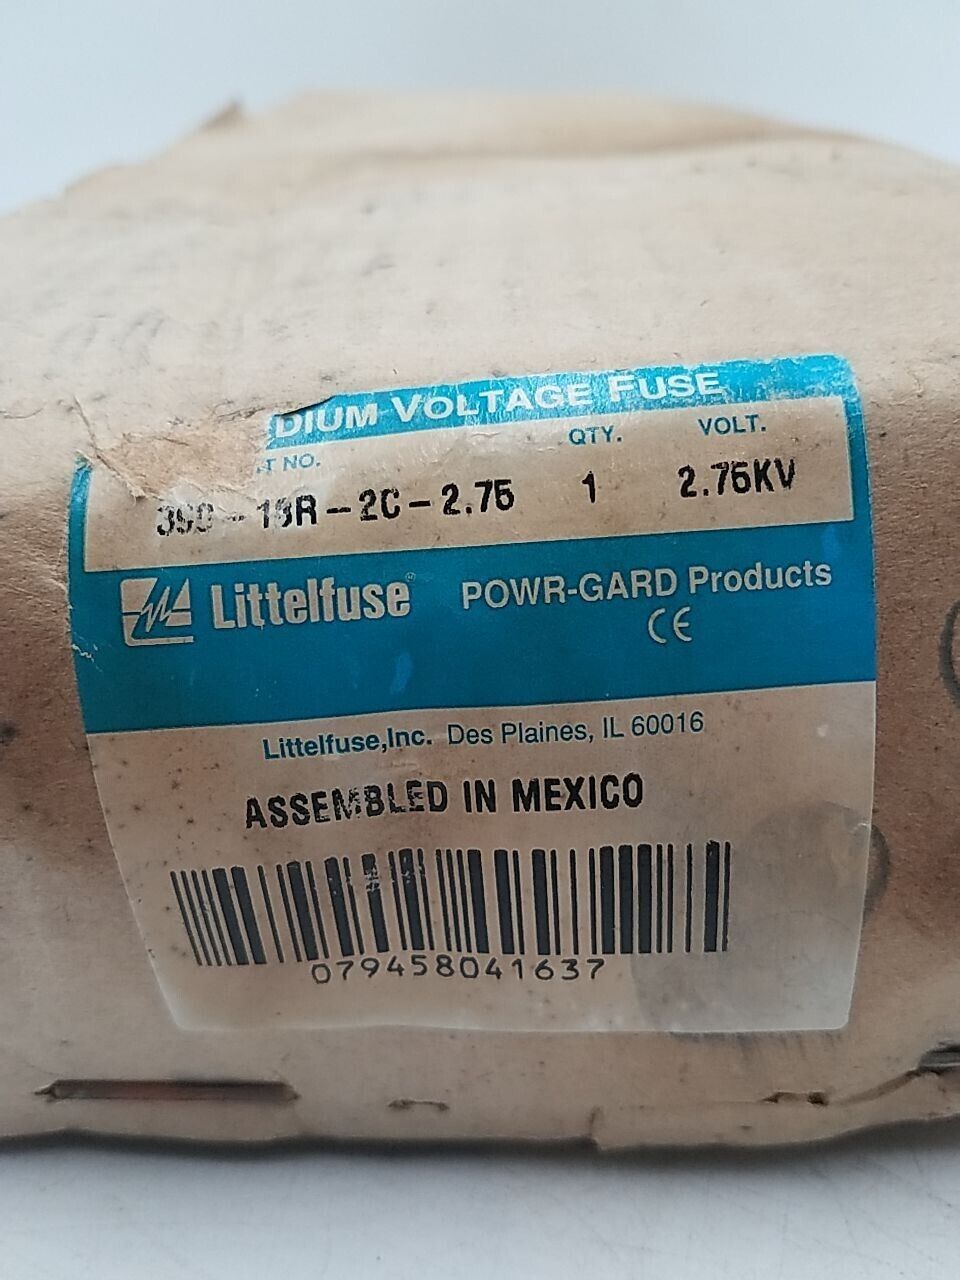 DIUM VOLTAGE FUSE
T NO. QTY. VOLT.
1 2.75KV
Littelfuse® POWR-GARD Products
CE
Littelfuse,Inc. Des Plaines, IL 60016
ASSEMBLED IN MEXICO
079458041637